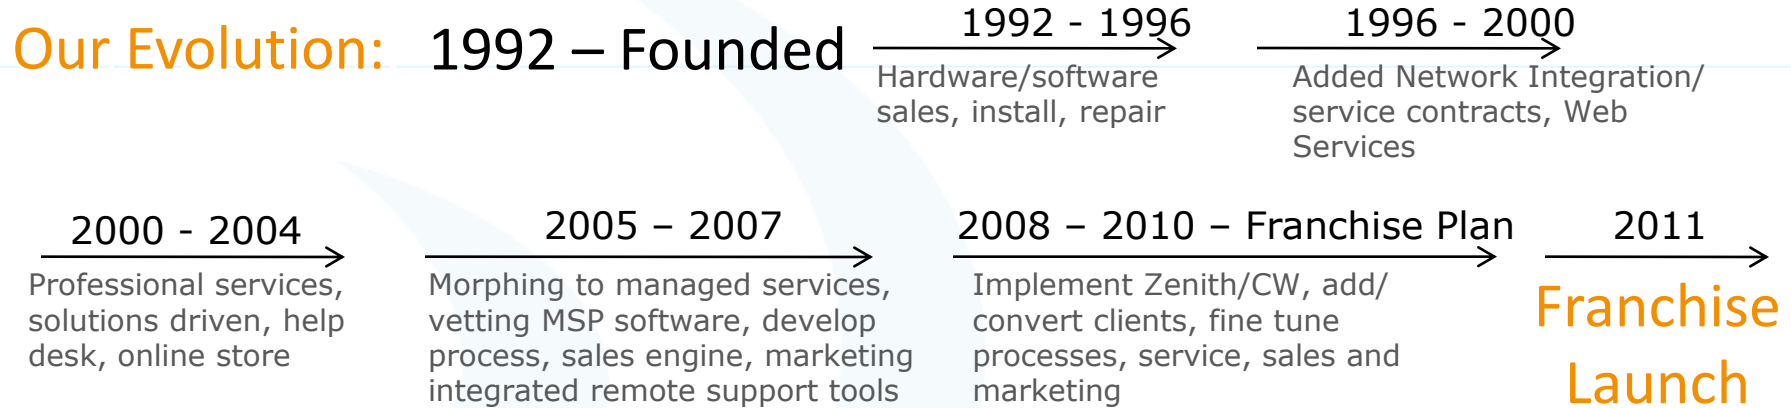 Our Evolution: 1992 – Founded
1992 - 1996
Hardware/software
sales, install, repair
1996 - 2000
Added Network Integration/
service contracts, Web
Services
2000 - 2004
Professional services,
solutions driven, help
desk, online store
2005 – 2007
Morphing to managed services,
vetting MSP software, develop
process, sales engine, marketing
integrated remote support tools
2008 – 2010 – Franchise Plan
Implement Zenith/CW, add/
convert clients, fine tune
processes, service, sales and
marketing
2011
Franchise
Launch